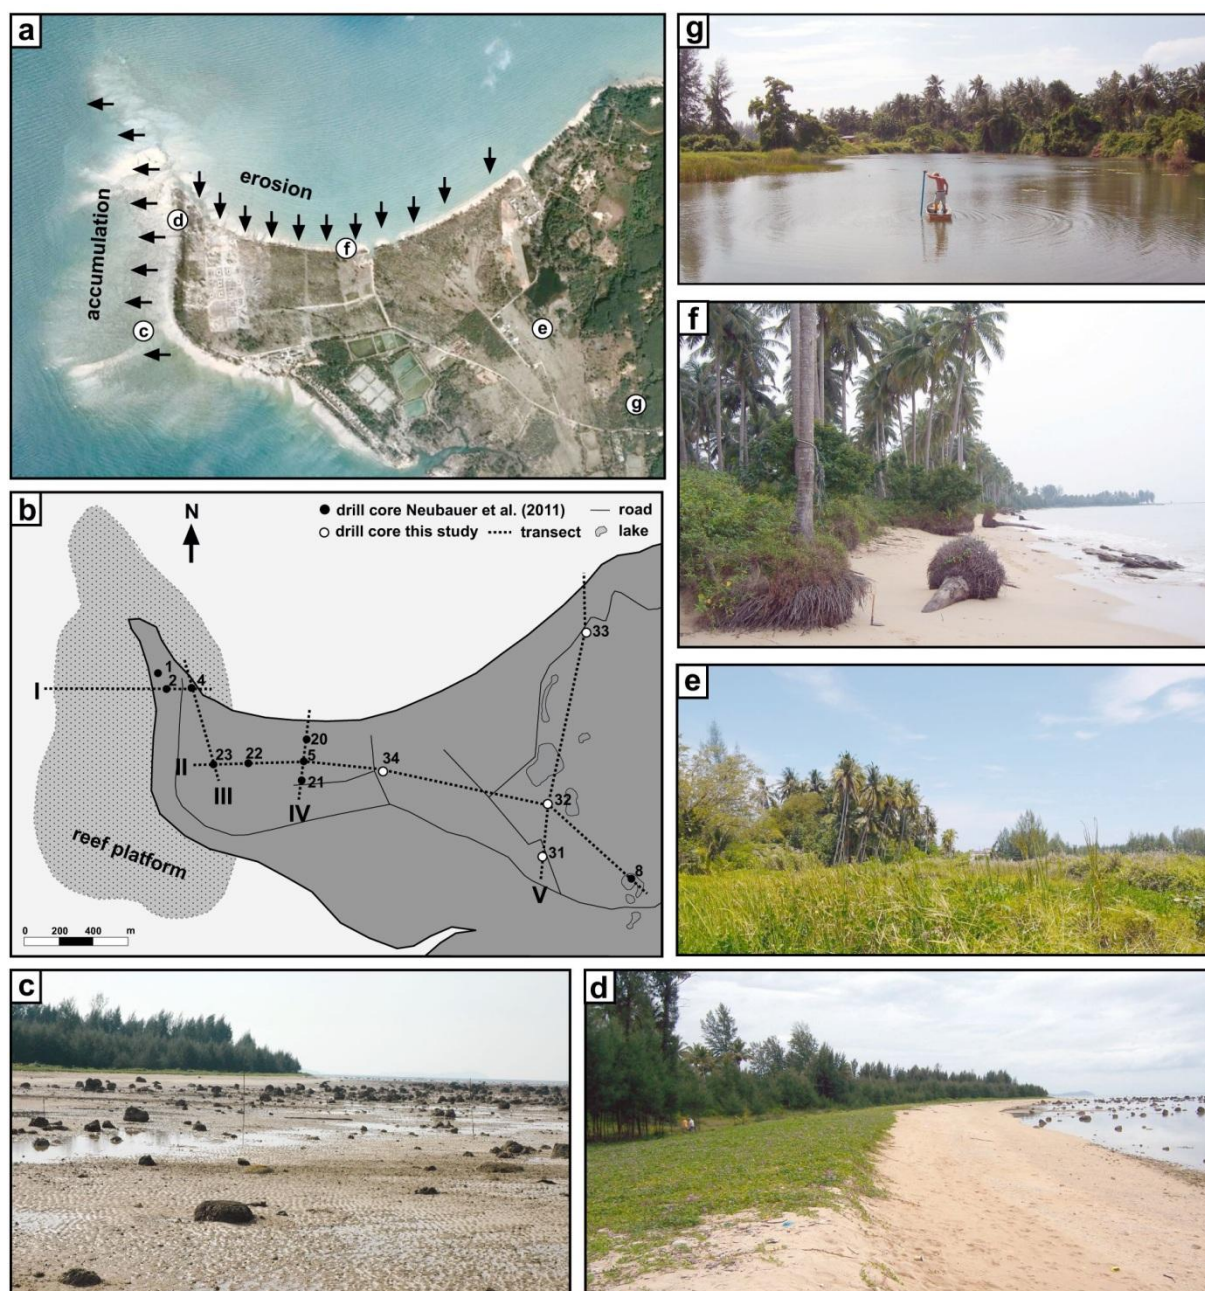 a
erosion
accumulation
d
f
c
e
g
b
N
drill core Neubauer et al. (2011)
road
drill core this study
transect
lake
33
1
2
4
I
20
23
22
5
34
II
21
III
IV
32
31
8
V
reef platform
0 200 400 m
c
g
f
e
d